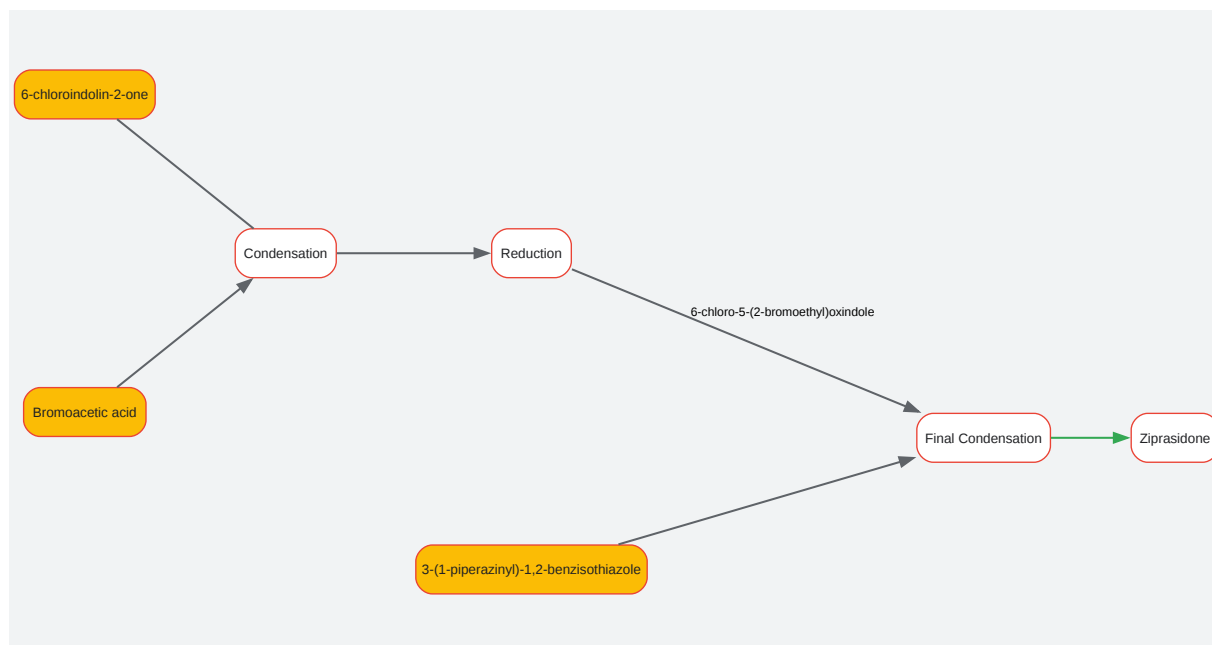 6-chloroindolin-2-one
Condensation
Reduction
6-chloro-5-(2-bromoethyl)oxindole
Bromoacetic acid
Final Condensation
Ziprasidone
3-(1-piperazinyl)-1,2-benzisothiazole